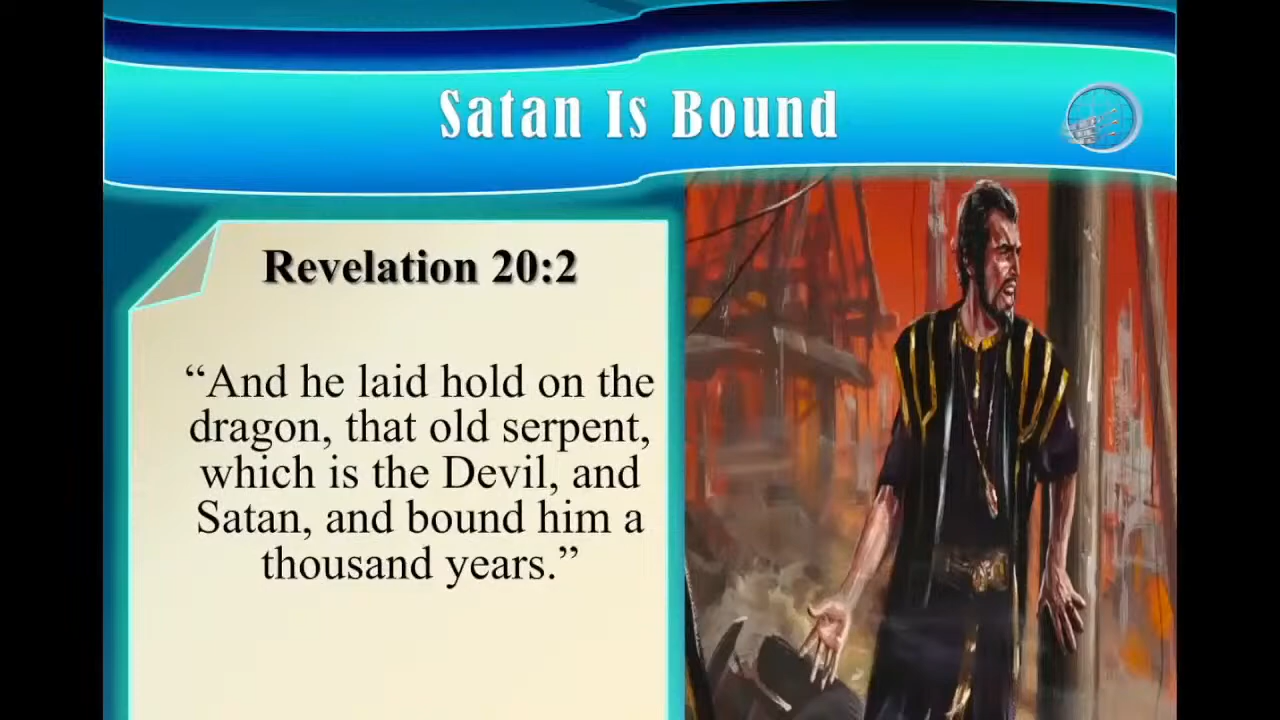 Satan Is Bound
Revelation 20:2
“And he laid hold on the
dragon, that old serpent,
which is the Devil, and
Satan, and bound him a
thousand years.”